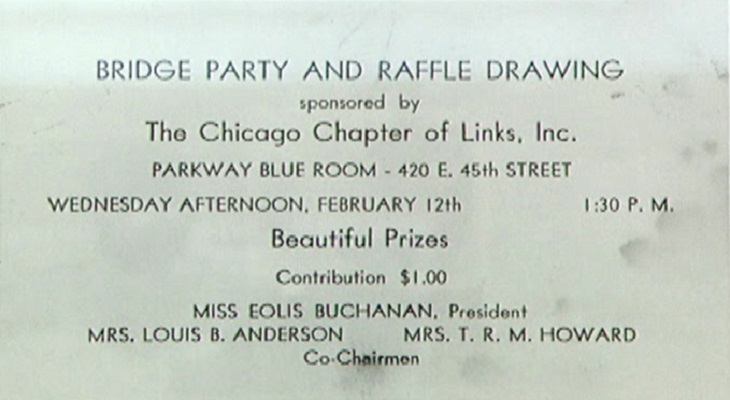 BRIDGE PARTY AND RAFFLE DRAWING
sponsored by
The Chicago Chapter of Links, Inc.
PARKWAY BLUE ROOM - 420 E. 45th STREET
WEDNESDAY AFTERNOON, FEBRUARY 12th 1:30 P. M.
Beautiful Prizes
Contribution $1.00
MISS EOLIS BUCHANAN, President
MRS. LOUIS B. ANDERSON MRS. T. R. M. HOWARD
Co-Chairmen